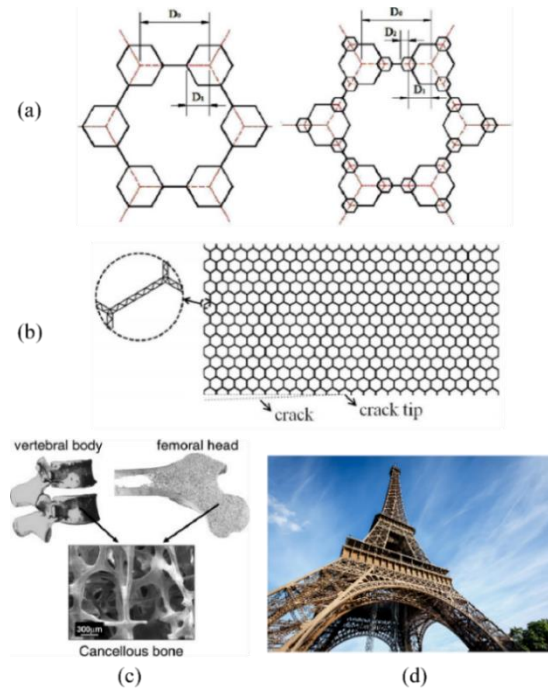 (a)
D₀
D₁
D₀
D₂
D₁
(b)
crack
crack tip
vertebral body
femoral head
300μm
Cancellous bone
(c)
(d)